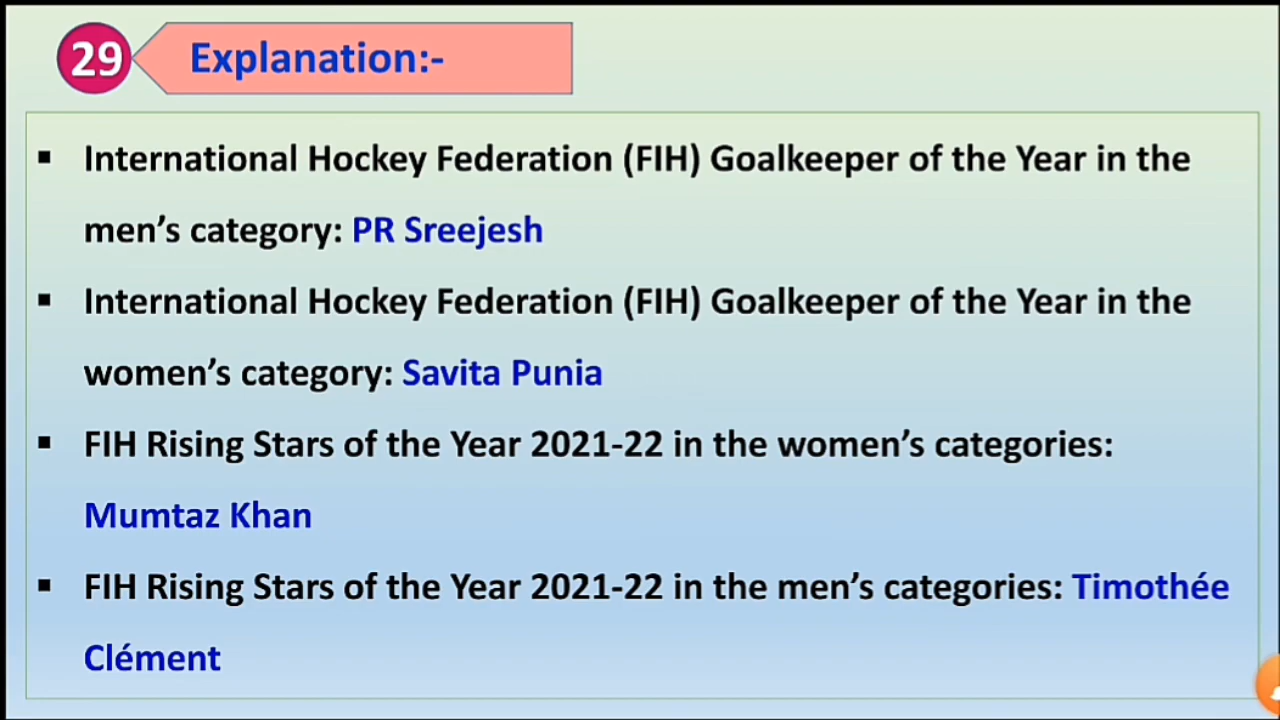 29 Explanation:-
▪ International Hockey Federation (FIH) Goalkeeper of the Year in the
men’s category: PR Sreejesh
▪ International Hockey Federation (FIH) Goalkeeper of the Year in the
women’s category: Savita Punia
▪ FIH Rising Stars of the Year 2021-22 in the women’s categories:
Mumtaz Khan
▪ FIH Rising Stars of the Year 2021-22 in the men’s categories: Timothée
Clément